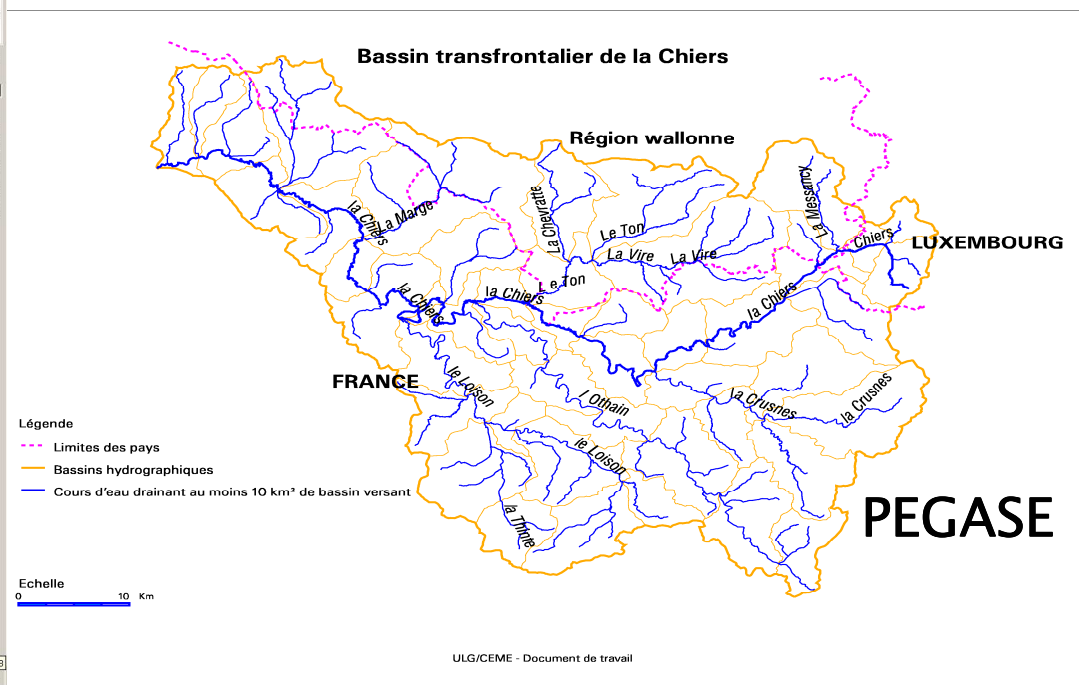 Bassin transfrontalier de la Chiers
Région wallonne
LUXEMBOURG
FRANCE
la Chiers
La Marge
La Chevratte
Le Ton
La Vire
La Vire
La Messancy
Chiers
Le Ton
la Chiers
la Chiers
la Chiers
le Loison
l Othain
la Crusnes
la Crusnes
le Loison
la Thinte
Légende
Limites des pays
Bassins hydrographiques
Cours d'eau drainant au moins 10 km² de bassin versant
PEGASE
Echelle
0 10 Km
ULG/CEME - Document de travail